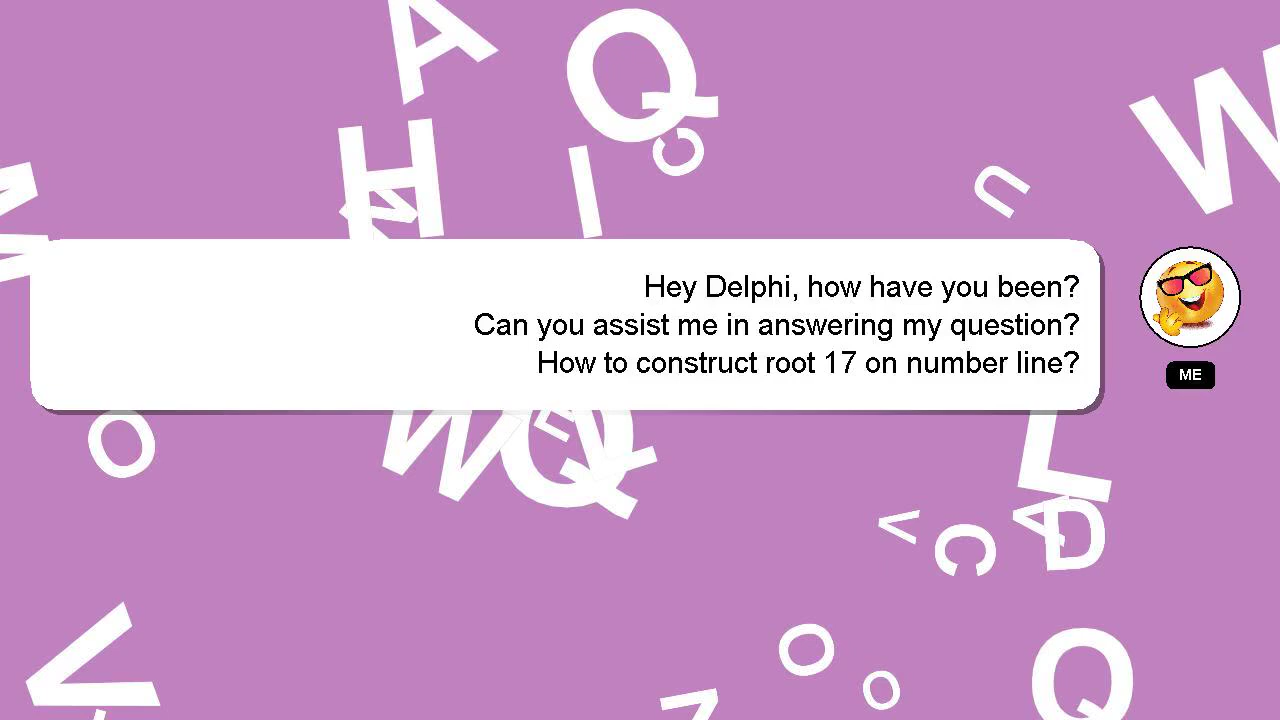 Hey Delphi, how have you been?
Can you assist me in answering my question?
How to construct root 17 on number line?
ME
A
Q
C
H
I
U
W
O
W
Q
E
L
L
A
D
V
C
V
O
O
Q